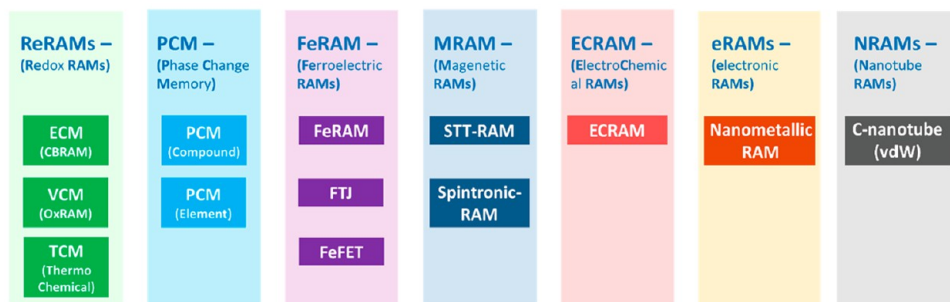 ReRAMs –
(Redox RAMs)
ECM
(CBRAM)
VCM
(OxRAM)
TCM
(Thermo
Chemical)
PCM –
(Phase Change
Memory)
PCM
(Compound)
PCM
(Element)
FeRAM –
(Ferroelectric
RAMs)
FeRAM
FTJ
FeFET
MRAM –
(Magenetic
RAMs)
STT-RAM
Spintronic-
RAM
ECRAM –
(ElectroChemic
al RAMs)
ECRAM
eRAMs –
(electronic
RAMs)
Nanometallic
RAM
NRAMs –
(Nanotube
RAMs)
C-nanotube
(vdW)